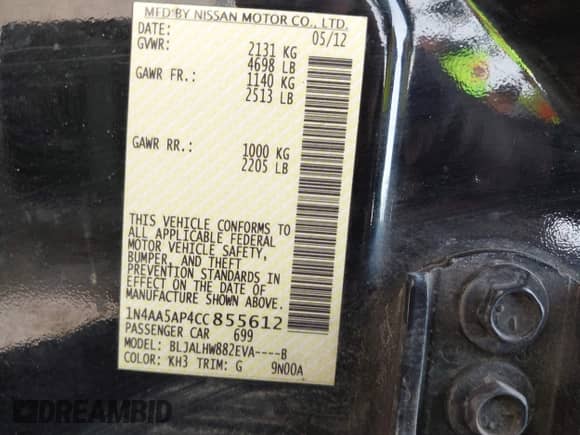 MFD BY NISSAN MOTOR CO., LTD.
DATE: 05/12
GVWR: 2131 KG
4698 LB
GAWR FR.: 1140 KG
2513 LB
GAWR RR.: 1000 KG
2205 LB
THIS VEHICLE CONFORMS TO
ALL APPLICABLE FEDERAL
MOTOR VEHICLE SAFETY,
BUMPER, AND THEFT
PREVENTION STANDARDS IN
EFFECT ON THE DATE OF
MANUFACTURE SHOWN ABOVE.
1N4AA5AP4CC855612
PASSENGER CAR 699
MODEL: BLJALHW882EVA----B
COLOR: KH3 TRIM: G 9N00A
DREAMBID